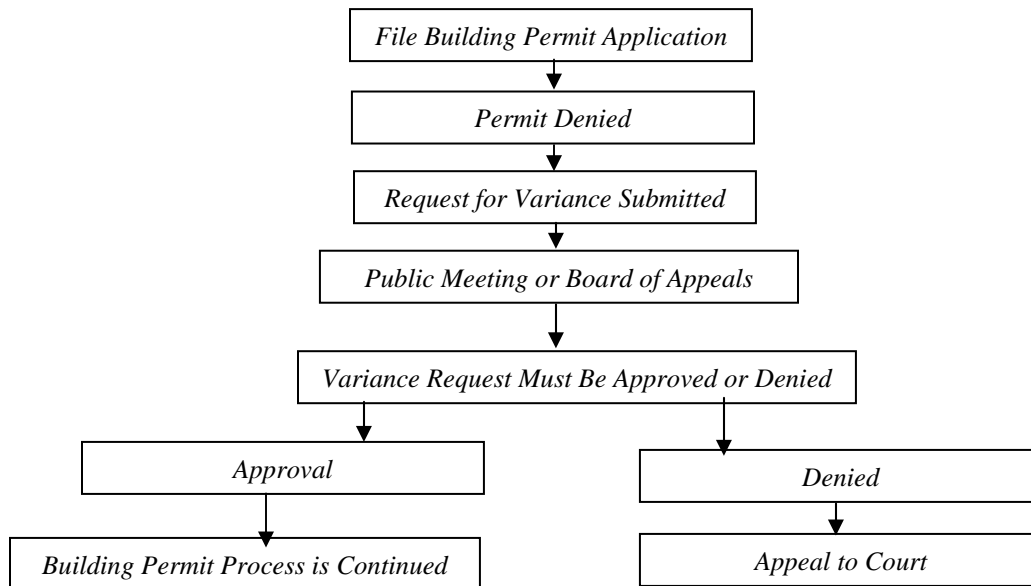 File Building Permit Application
Permit Denied
Request for Variance Submitted
Public Meeting or Board of Appeals
Variance Request Must Be Approved or Denied
Approval
Denied
Building Permit Process is Continued
Appeal to Court